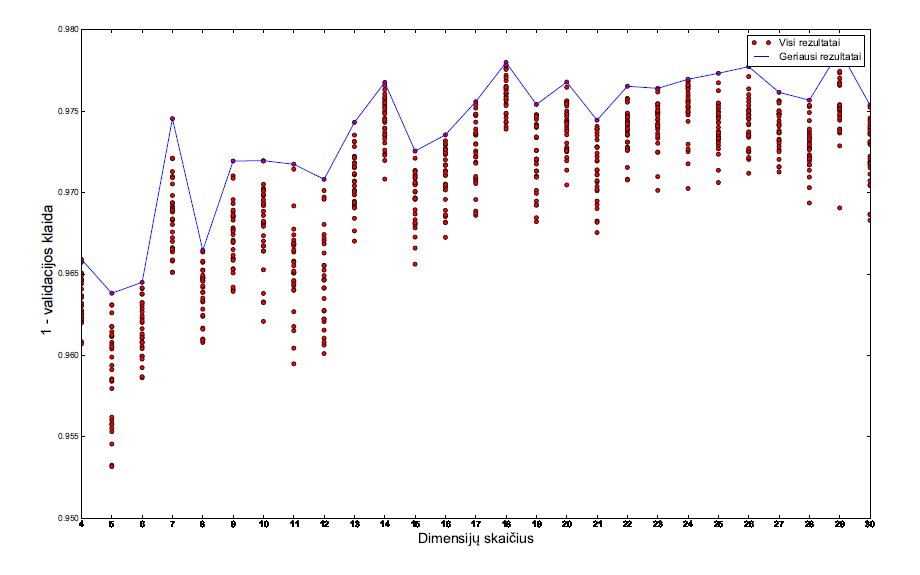 0.980
Visi rezultatai
Geriausi rezultatai
0.975
0.970
0.965
0.960
0.955
0.950
1 - validacijos klaida
4 5 6 7 8 9 10 11 12 13 14 15 16 17 18 19 20 21 22 23 24 25 26 27 28 29 30
Dimensijų skaičius